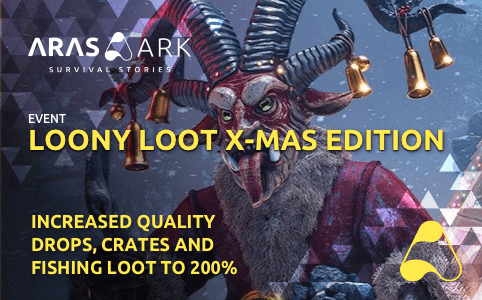 ARAS ARK
SURVIVAL STORIES
EVENT
LOONY LOOT X-MAS EDITION
INCREASED QUALITY
DROPS, CRATES AND
FISHING LOOT TO 200%